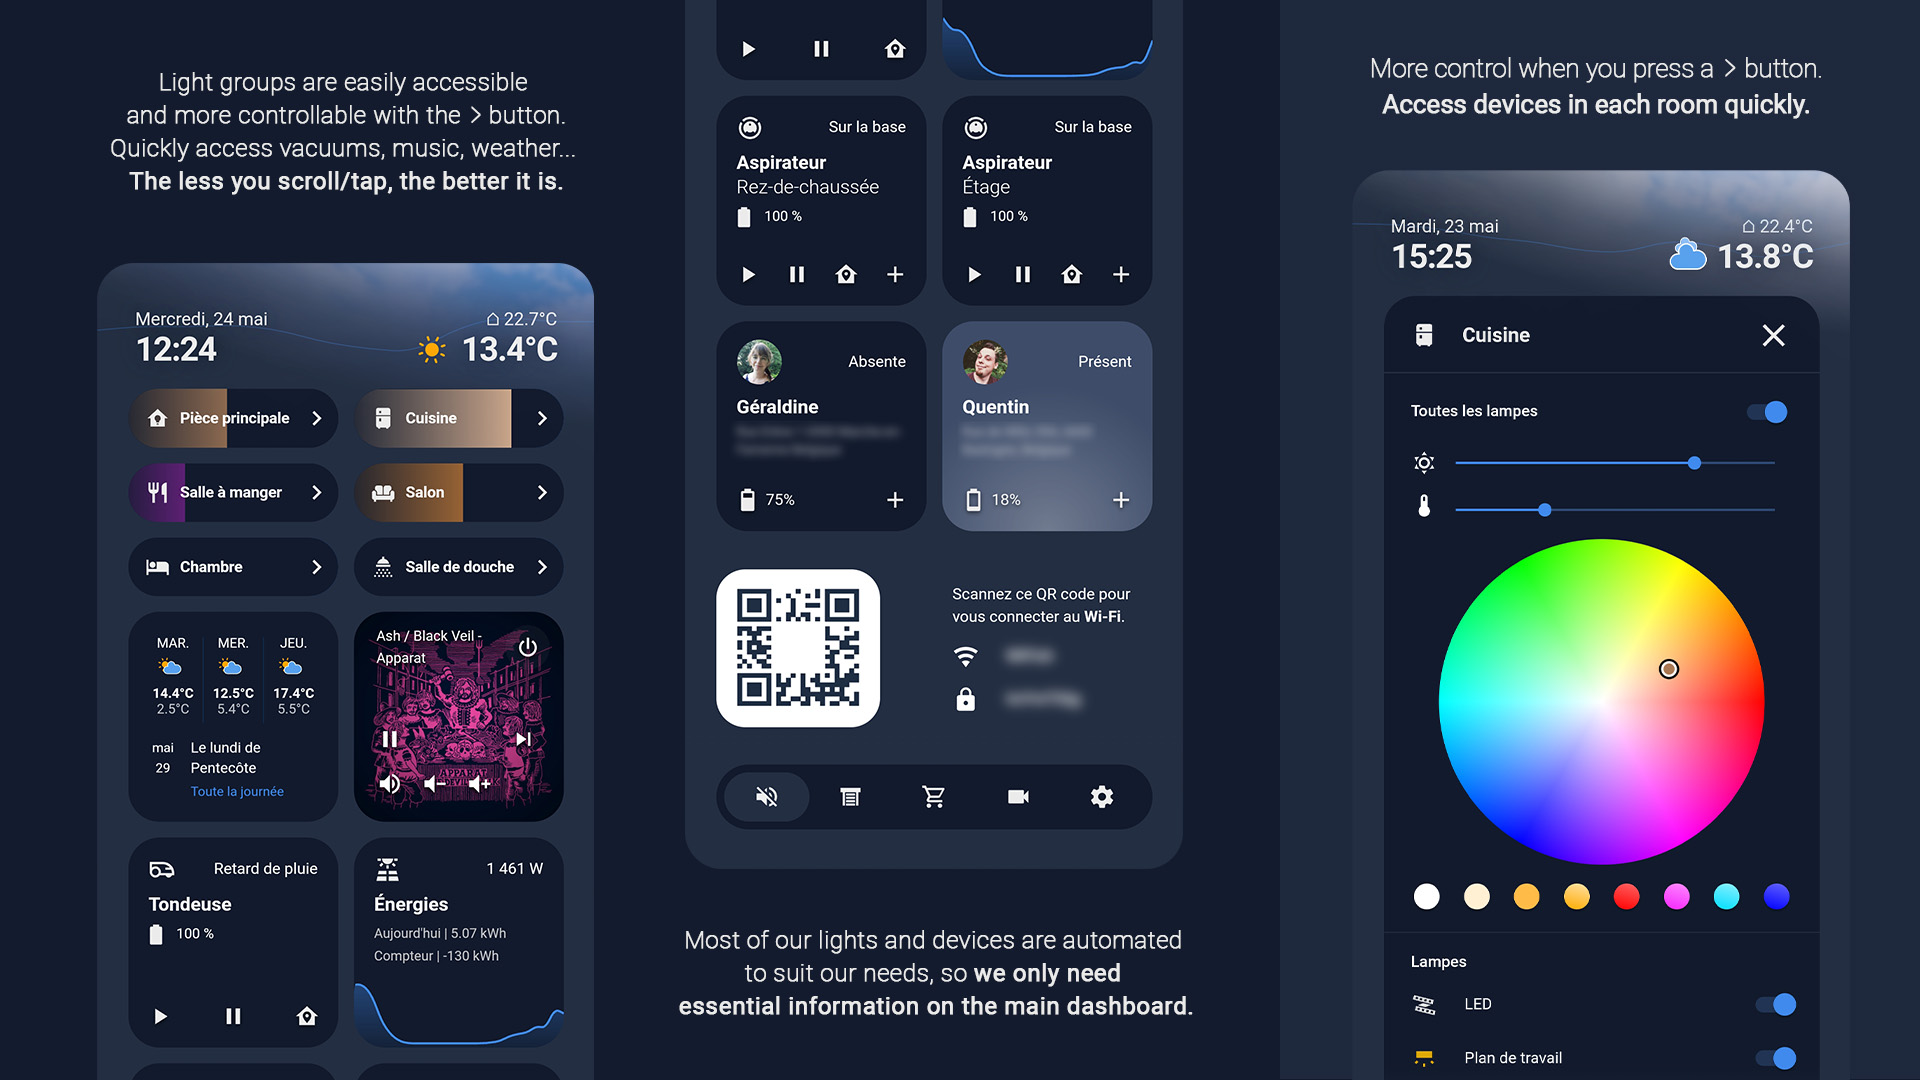 Light groups are easily accessible
and more controllable with the > button.
Quickly access vacuums, music, weather...
The less you scroll/tap, the better it is.
Mercredi, 24 mai
22.7°C
12:24
13.4°C
Pièce principale
Cuisine
Salle à manger
Salon
Chambre
Salle de douche
MAR.
MER.
JEU.
14.4°C
12.5°C
17.4°C
2.5°C
5.4°C
5.5°C
mai
29
Le lundi de
Pentecôte
Toute la journée
Ash / Black Veil -
Apparat
APPARAT
Retard de pluie
Tondeuse
100 %
1 461 W
Énergies
Aujourd'hui | 5.07 kWh
Compteur | -130 kWh
Sur la base
Aspirateur
Rez-de-chaussée
100 %
Sur la base
Aspirateur
Étage
100 %
Absente
Géraldine
75%
Présent
Quentin
18%
Scannez ce QR code pour
vous connecter au Wi-Fi.
Most of our lights and devices are automated
to suit our needs, so we only need
essential information on the main dashboard.
More control when you press a > button.
Access devices in each room quickly.
Mardi, 23 mai
22.4°C
15:25
13.8°C
Cuisine
Toutes les lampes
Lampes
LED
Plan de travail